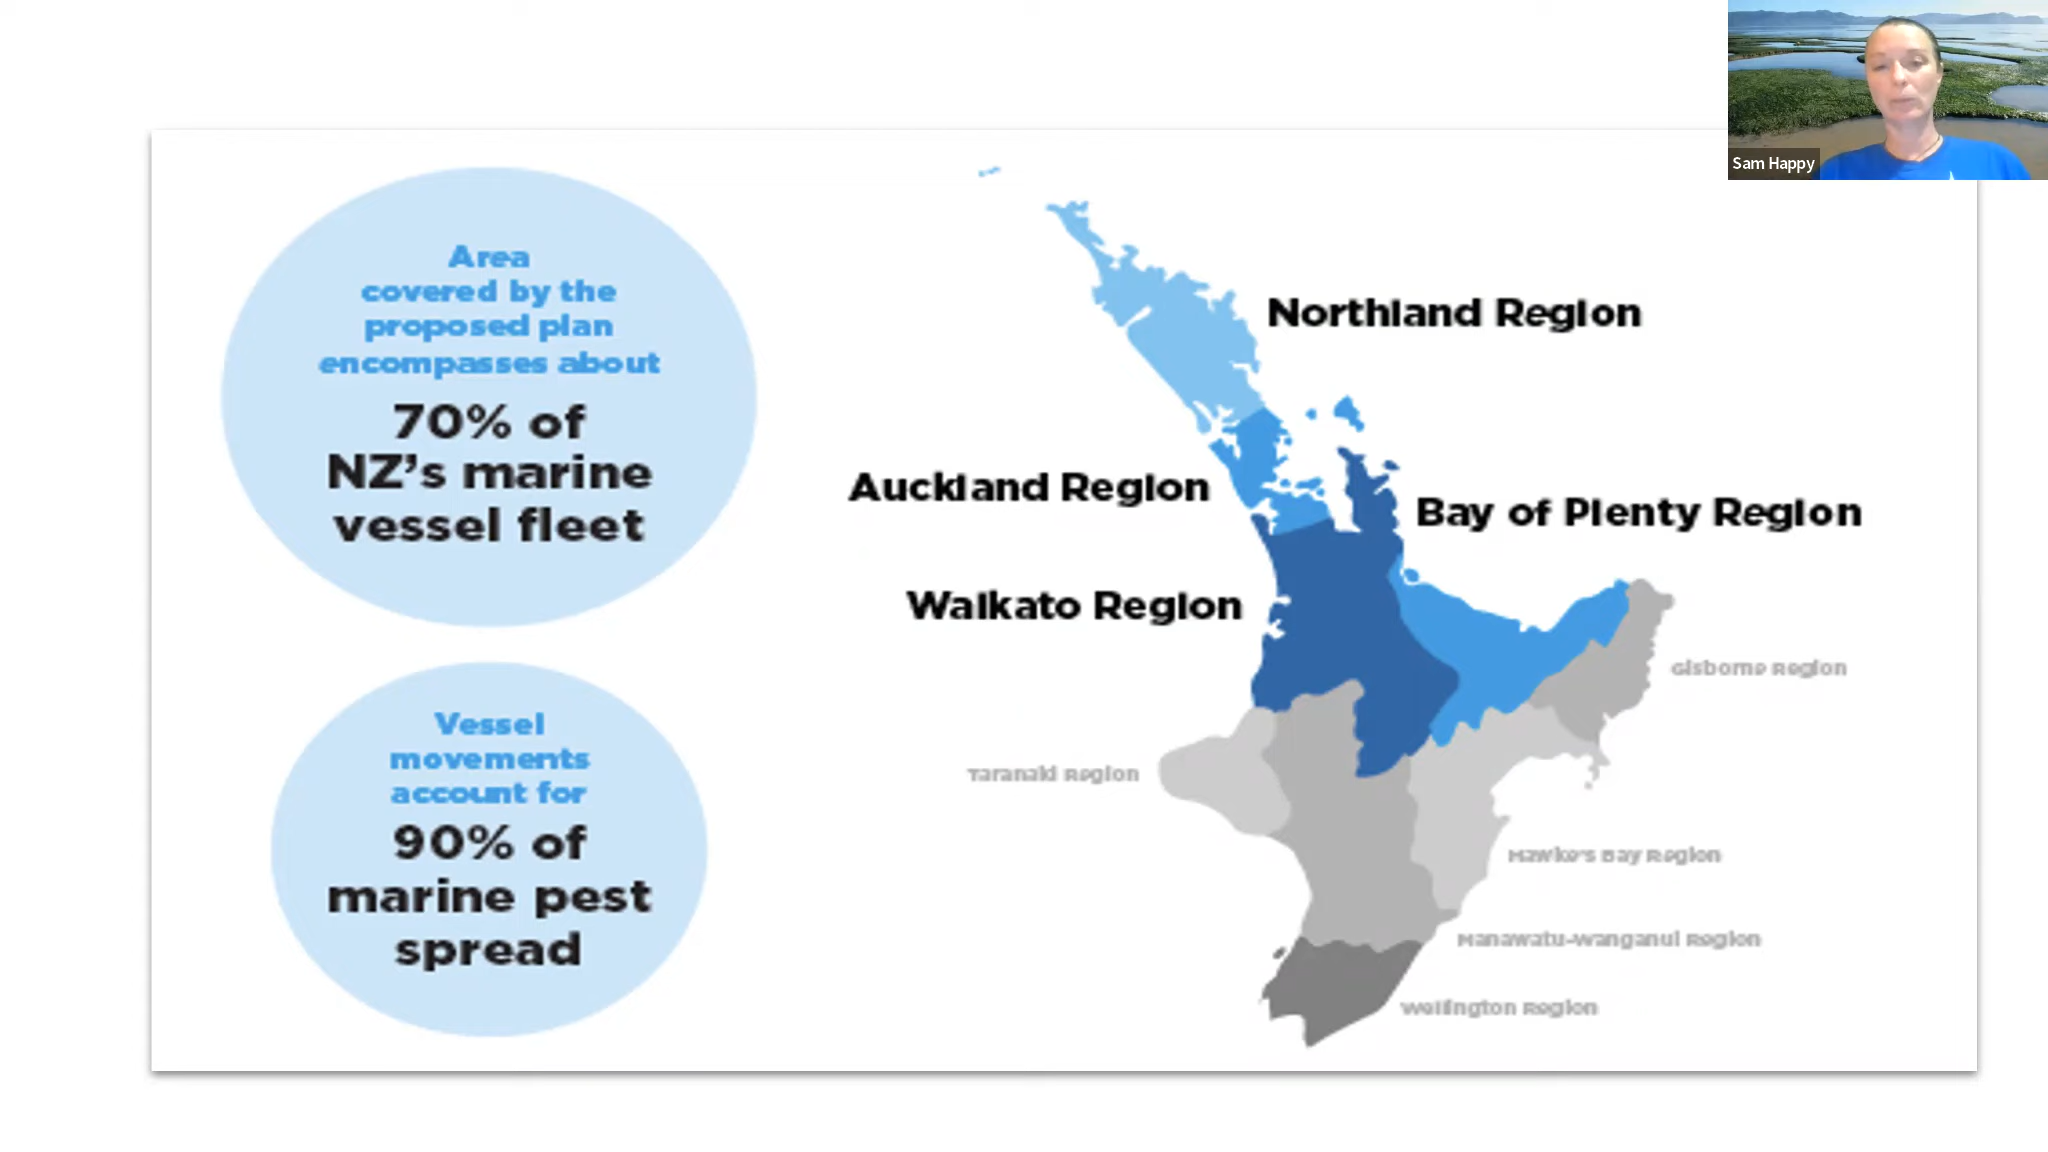 Sam Happy
Area
covered by the
proposed plan
encompasses about
70% of
NZ's marine
vessel fleet
Vessel
movements
account for
90% of
marine pest
spread
Northland Region
Auckland Region
Bay of Plenty Region
Waikato Region
Gisborne Region
Taranaki Region
Hawke's Bay Region
Manawatu-Wanganui Region
Wellington Region